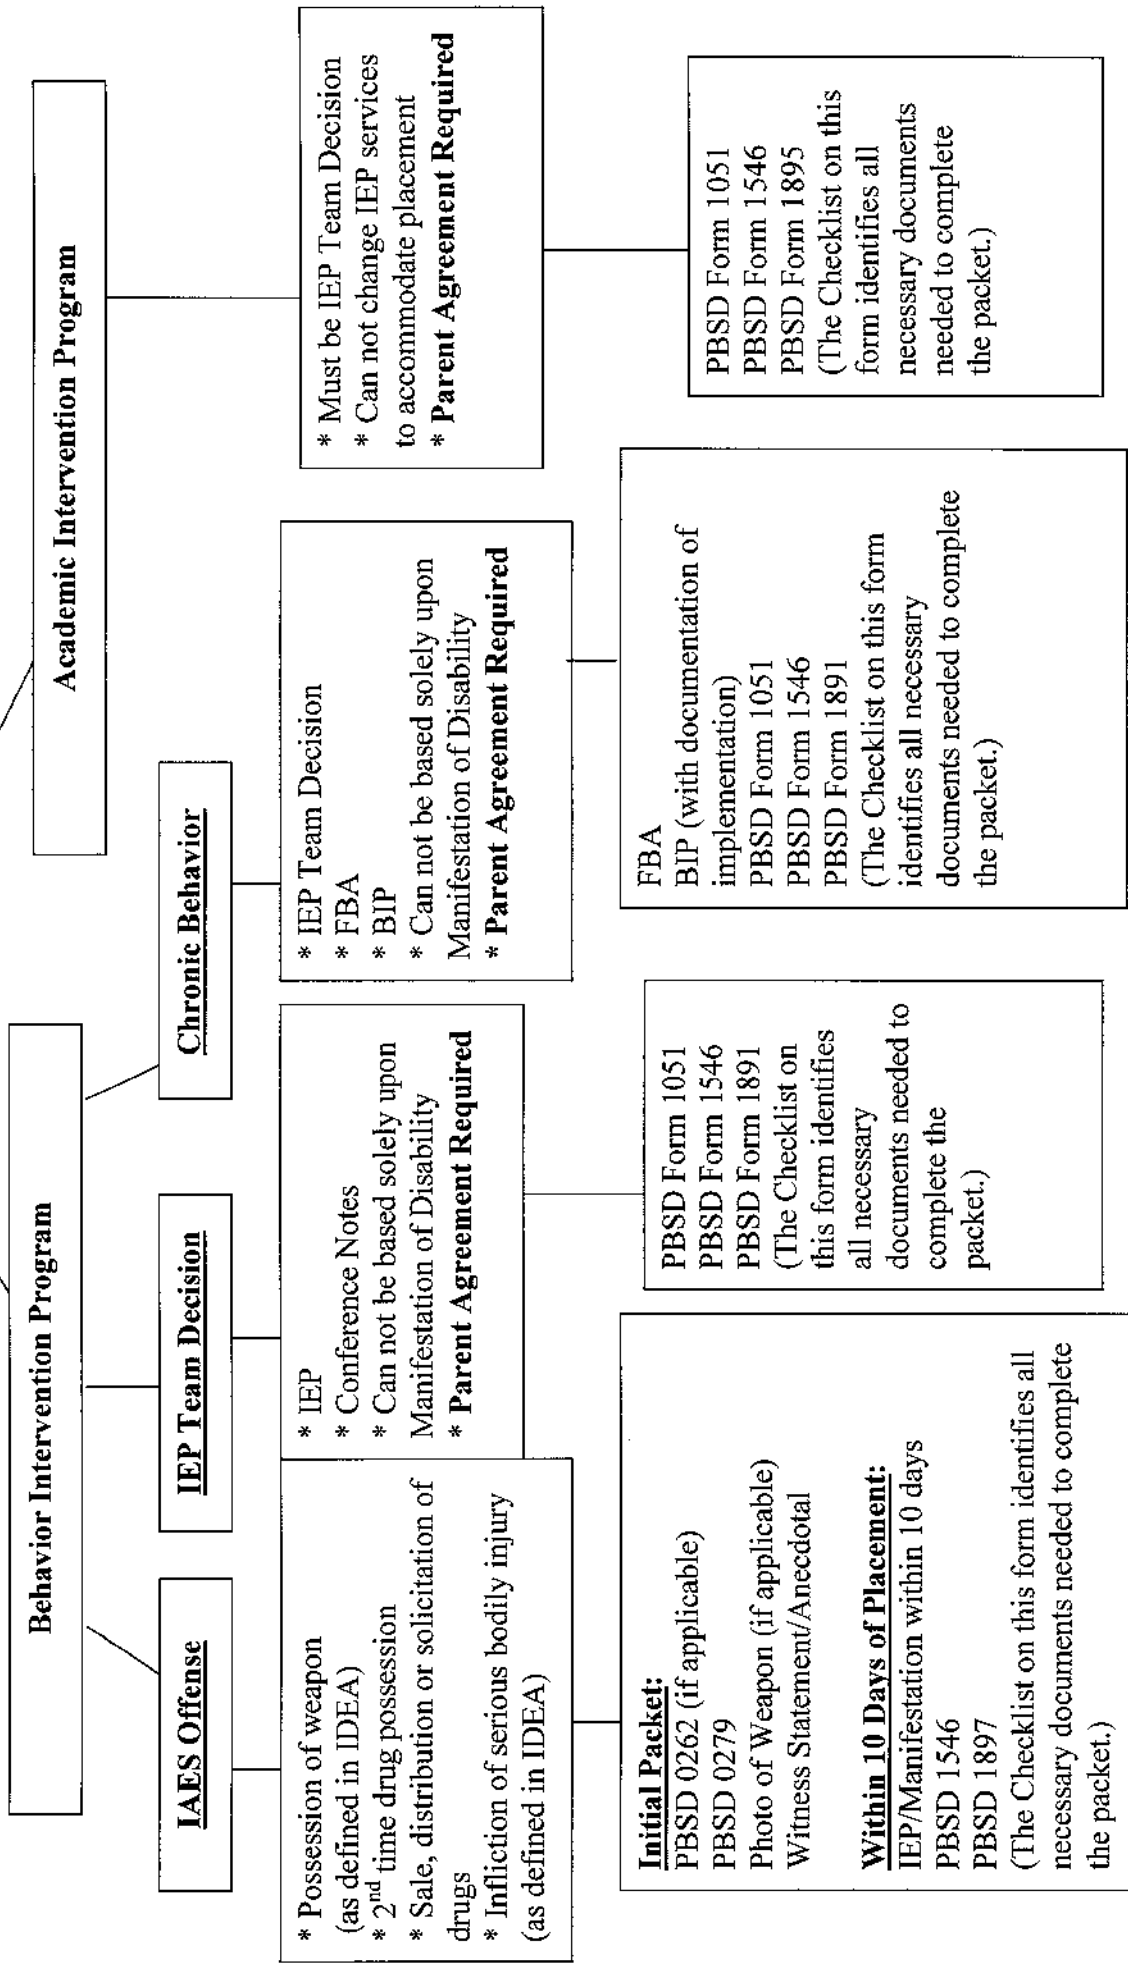 Behavior Intervention Program
Academic Intervention Program
IAES Offense
IEP Team Decision
Chronic Behavior
* Possession of weapon
(as defined in IDEA)
* 2nd time drug possession
* Sale, distribution or solicitation of
drugs
* Infliction of serious bodily injury
(as defined in IDEA)
* IEP
* Conference Notes
* Can not be based solely upon
Manifestation of Disability
* Parent Agreement Required
* IEP Team Decision
* FBA
* BIP
* Can not be based solely upon
Manifestation of Disability
* Parent Agreement Required
* Must be IEP Team Decision
* Can not change IEP services
to accommodate placement
* Parent Agreement Required
Initial Packet:
PBSD 0262 (if applicable)
PBSD 0279
Photo of Weapon (if applicable)
Witness Statement/Anecdotal
Within 10 Days of Placement:
IEP/Manifestation within 10 days
PBSD 1546
PBSD 1897
(The Checklist on this form identifies all
necessary documents needed to complete
the packet.)
PBSD Form 1051
PBSD Form 1546
PBSD Form 1891
(The Checklist on
this form identifies
all necessary
documents needed to
complete the
packet.)
FBA
BIP (with documentation of
implementation)
PBSD Form 1051
PBSD Form 1546
PBSD Form 1891
(The Checklist on this form
identifies all necessary
documents needed to complete
the packet.)
PBSD Form 1051
PBSD Form 1546
PBSD Form 1895
(The Checklist on this
form identifies all
necessary documents
needed to complete
the packet.)